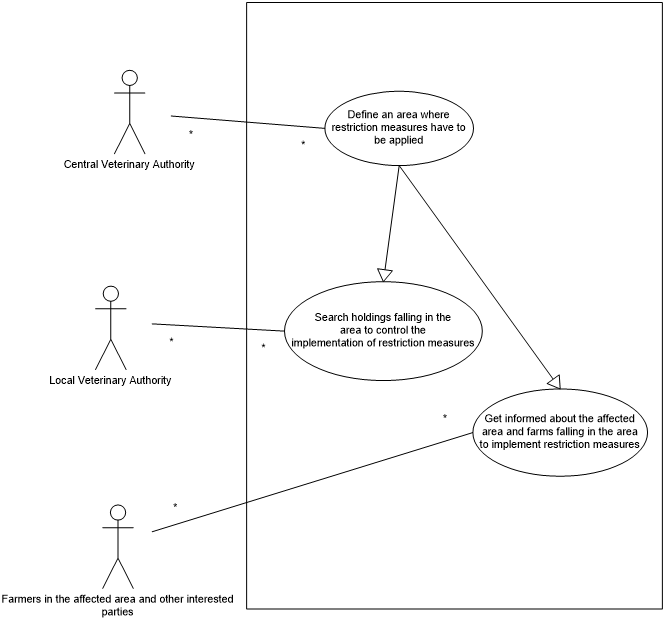 Define an area where
restriction measures have to
be applied
*
*
Central Veterinary Authority
Search holdings falling in the
area to control the
implementation of restriction measures
*
*
Local Veterinary Authority
Get informed about the affected
area and farms falling in the area
to implement restriction measures
*
*
Farmers in the affected area and other interested
parties